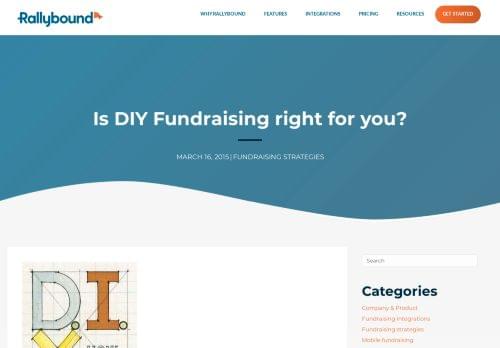 Rallybound
WHY RALLYBOUND
FEATURES
INTEGRATIONS
PRICING
RESOURCES
GET STARTED
Is DIY Fundraising right for you?
MARCH 16, 2015 | FUNDRAISING STRATEGIES
D.I.
Search
Categories
Company & Product
Fundraising integrations
Fundraising strategies
Mobile fundraising